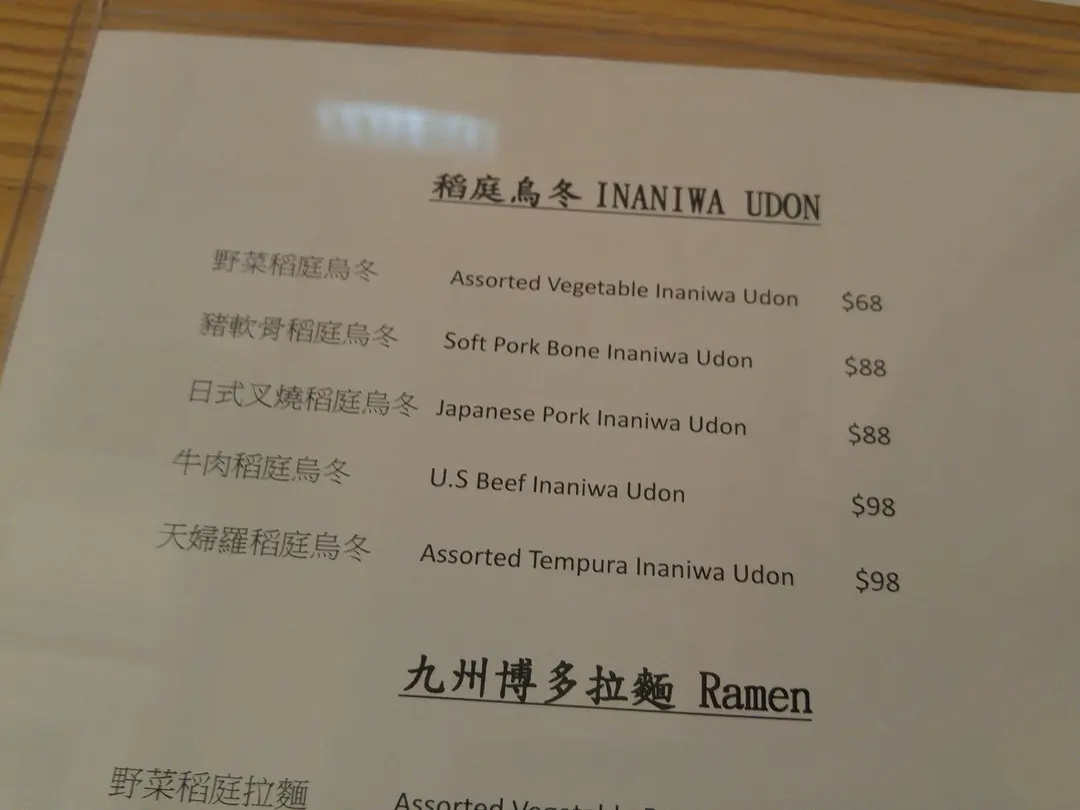 稻庭烏冬 INANIWA UDON
野菜稻庭烏冬 Assorted Vegetable Inaniwa Udon $68
豬軟骨稻庭烏冬 Soft Pork Bone Inaniwa Udon $88
日式叉燒稻庭烏冬 Japanese Pork Inaniwa Udon $88
牛肉稻庭烏冬 U.S Beef Inaniwa Udon $98
天婦羅稻庭烏冬 Assorted Tempura Inaniwa Udon $98
九州博多拉麵 Ramen
野菜稻庭拉麵 Assorted Vegetable